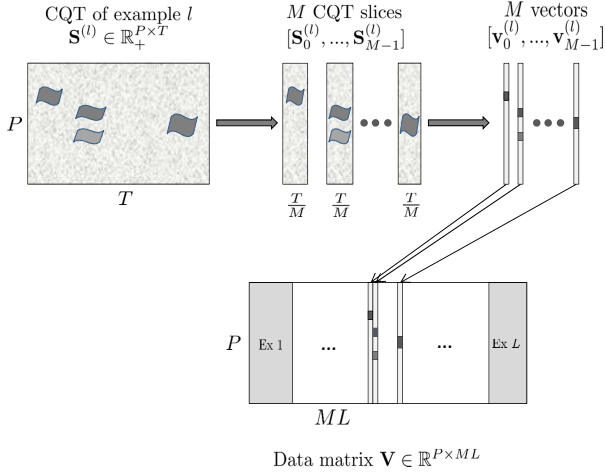 CQT of example l
S^(l) ∈ ℝ_+^{P×T}
M CQT slices
[S_0^(l), ..., S_{M−1}^(l)]
M vectors
[v_0^(l), ..., v_{M−1}^(l)]
P
T
T/M
T/M
T/M
P
Ex 1
...
...
Ex L
ML
Data matrix V ∈ ℝ^{P×ML}